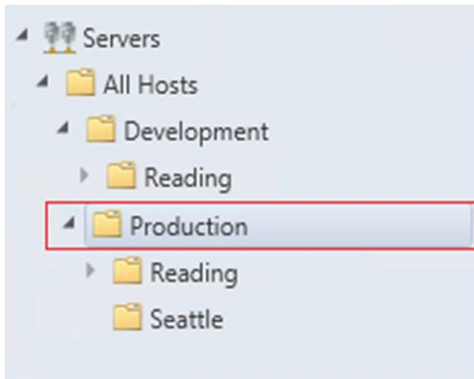 Servers
All Hosts
Development
Reading
Production
Reading
Seattle